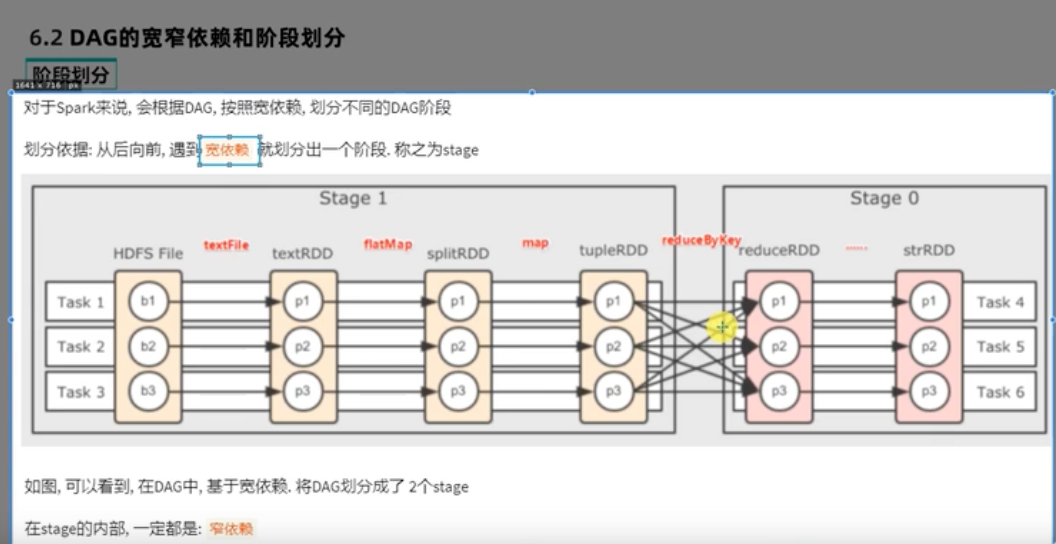 6.2 DAG的宽窄依赖和阶段划分
阶段划分
1641 x 716 px
对于Spark来说, 会根据DAG, 按照宽依赖, 划分不同的DAG阶段
划分依据: 从后向前, 遇到 宽依赖 就划分出一个阶段. 称之为stage
Stage 1 Stage 0
HDFS File textFile textRDD flatMap splitRDD map tupleRDD reduceByKey reduceRDD ...... strRDD
Task 1 b1 p1 p1 p1 p1 p1 Task 4
Task 2 b2 p2 p2 p2 p2 p2 Task 5
Task 3 b3 p3 p3 p3 p3 p3 Task 6
如图, 可以看到, 在DAG中, 基于宽依赖. 将DAG划分成了 2个stage
在stage的内部, 一定都是: 窄依赖